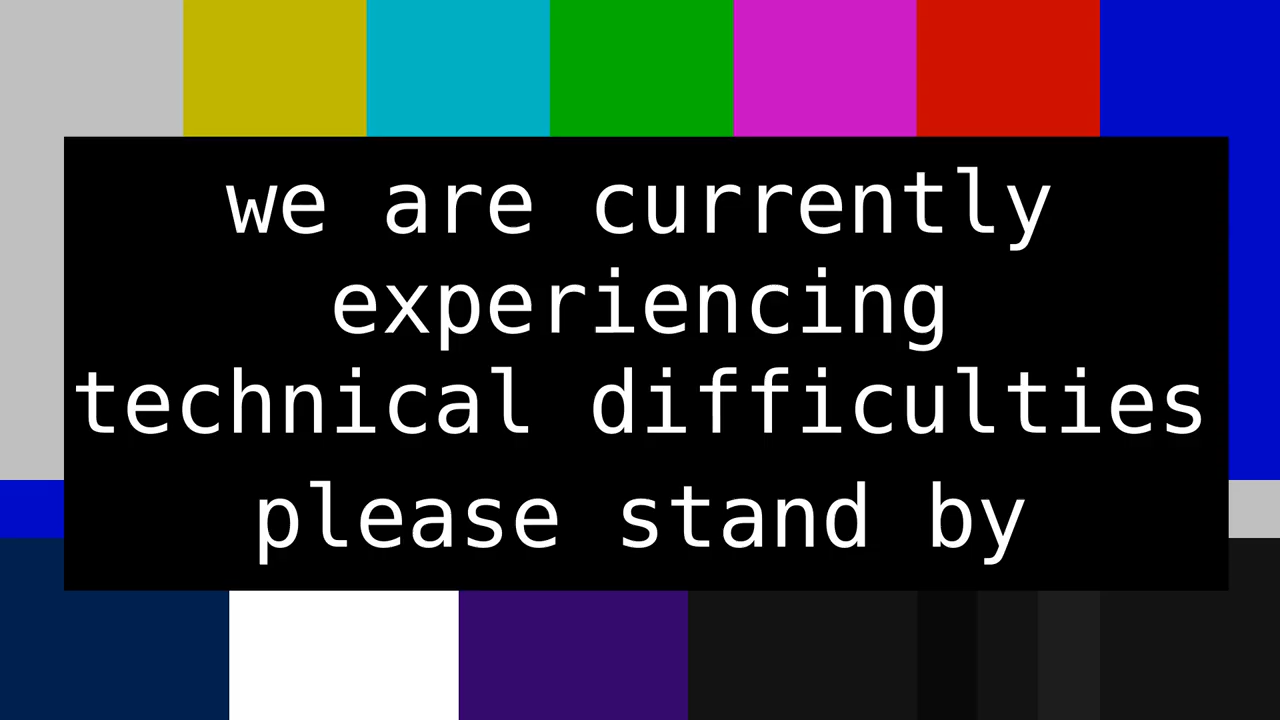 we are currently
experiencing
technical difficulties
please stand by